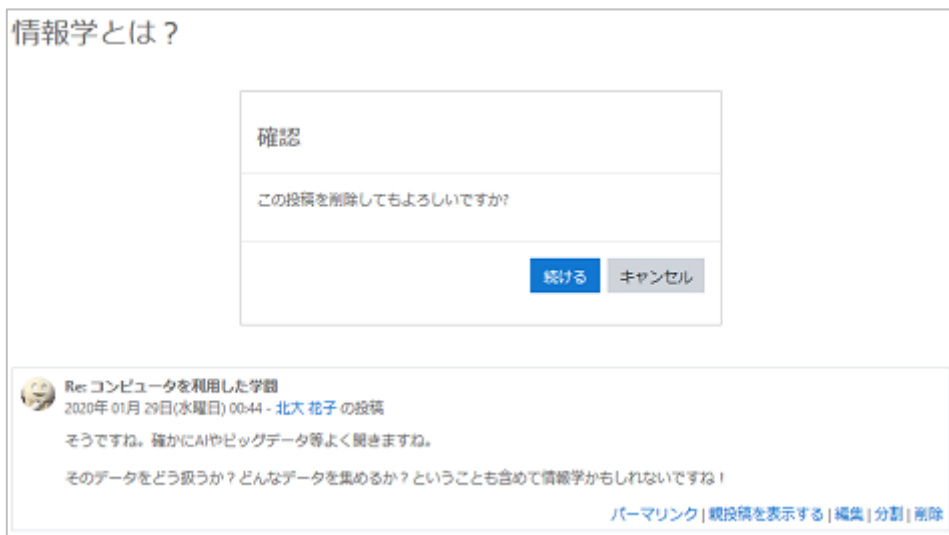 情報学とは？
確認
この投稿を削除してもよろしいですか?
続ける キャンセル
Re: コンピュータを利用した学問
2020年 01月 29日(水曜日) 00:44 - 北大 花子 の投稿
そうですね。確かにAIやビッグデータ等よく聞きますね。
そのデータをどう扱うか？どんなデータを集めるか？ということも含めて情報学かもしれないですね！
パーマリンク | 親投稿を表示する | 編集 | 分割 | 削除